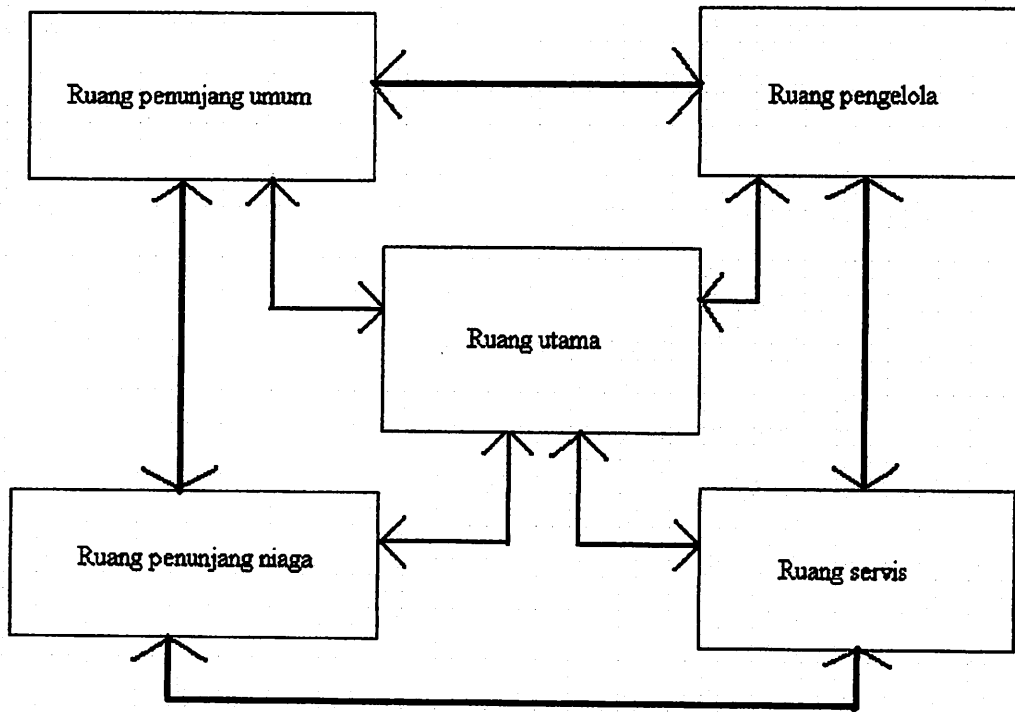 Ruang penunjang umum
Ruang pengelola
Ruang utama
Ruang penunjang niaga
Ruang servis